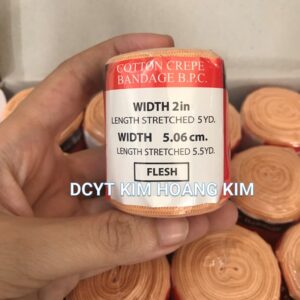 COTTON CREPE
BANDAGE B.P.C.
WIDTH 2in
LENGTH STRETCHED 5YD.
WIDTH 5.06 cm.
LENGTH STRETCHED 5.5YD.
FLESH
DCYT KIM HOANG KIM